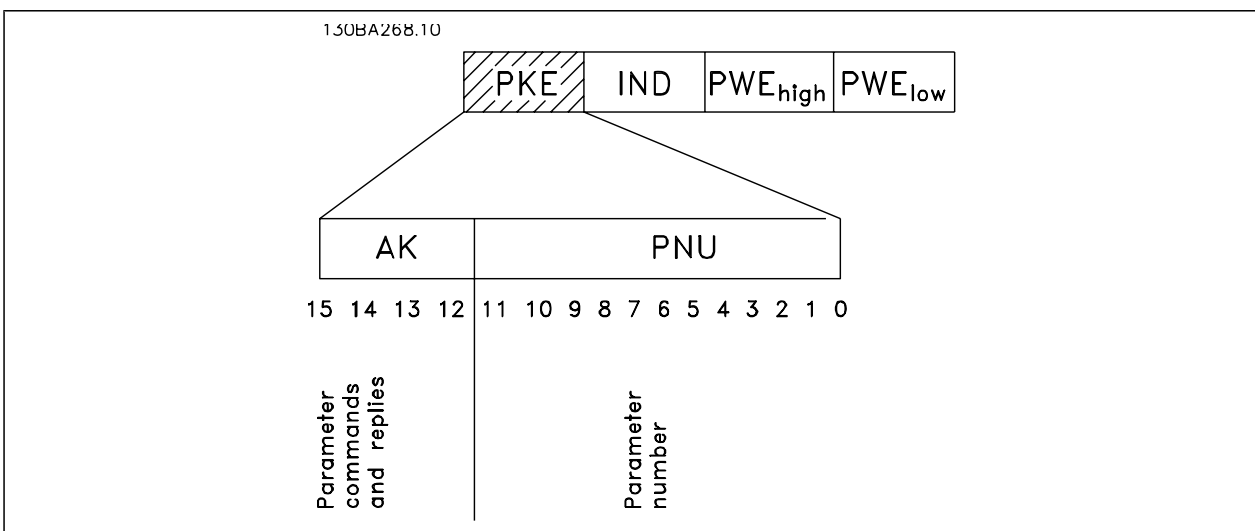 130BA268.10
PKE IND PWEhigh PWElow
AK PNU
15 14 13 12 11 10 9 8 7 6 5 4 3 2 1 0
Parameter
commands
and replies
Parameter
number